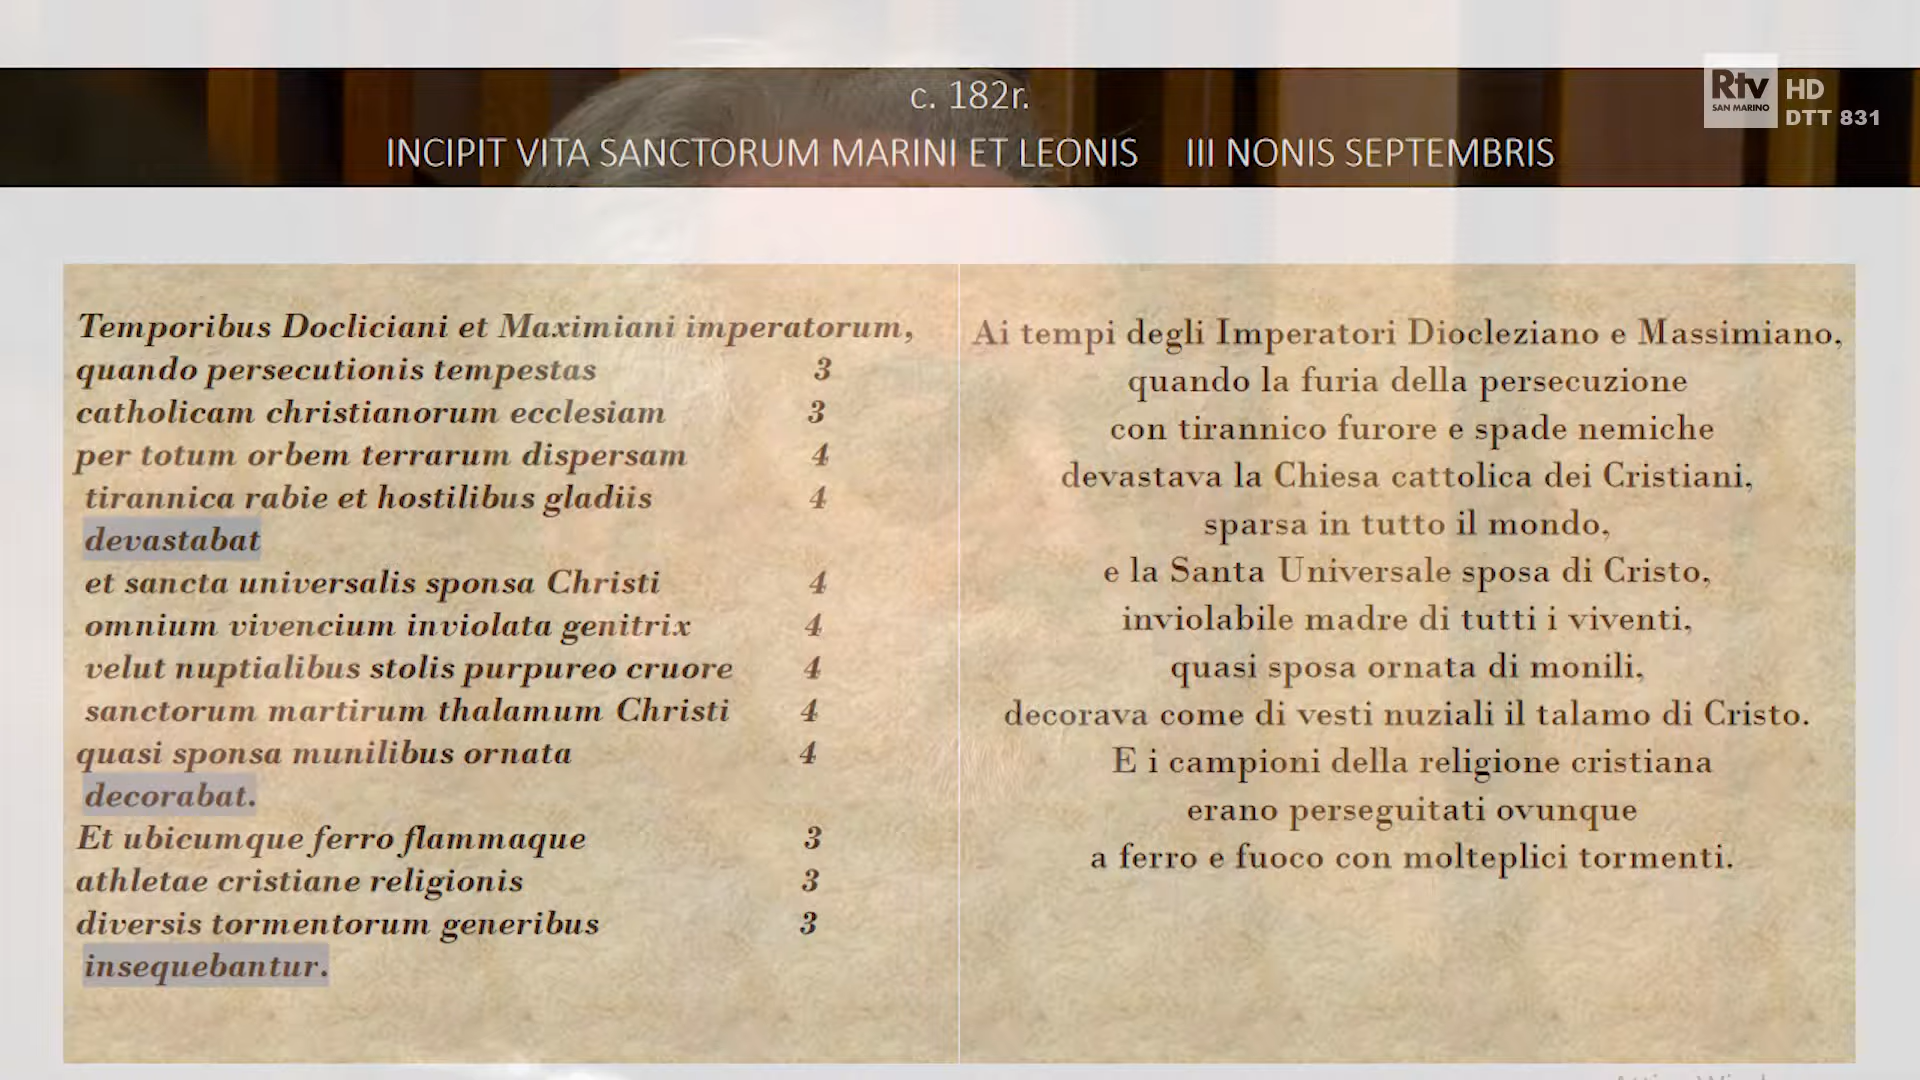 c. 182r.
INCIPIT VITA SANCTORUM MARINI ET LEONIS III NONIS SEPTEMBRIS
Rtv SAN MARINO HD
DTT 831
Temporibus Docliciani et Maximiani imperatorum,
quando persecutionis tempestas 3
catholicam christianorum ecclesiam 3
per totum orbem terrarum dispersam 4
tirannica rabie et hostilibus gladiis 4
devastabat
et sancta universalis sponsa Christi 4
omnium vivencium inviolata genitrix 4
velut nuptialibus stolis purpureo cruore 4
sanctorum martirum thalamum Christi 4
quasi sponsa munilibus ornata 4
decorabat.
Et ubicumque ferro flammaque 3
athletae cristiane religionis 3
diversis tormentorum generibus 3
insequebantur.
Ai tempi degli Imperatori Diocleziano e Massimiano,
quando la furia della persecuzione
con tirannico furore e spade nemiche
devastava la Chiesa cattolica dei Cristiani,
sparsa in tutto il mondo,
e la Santa Universale sposa di Cristo,
inviolabile madre di tutti i viventi,
quasi sposa ornata di monili,
decorava come di vesti nuziali il talamo di Cristo.
E i campioni della religione cristiana
erano perseguitati ovunque
a ferro e fuoco con molteplici tormenti.